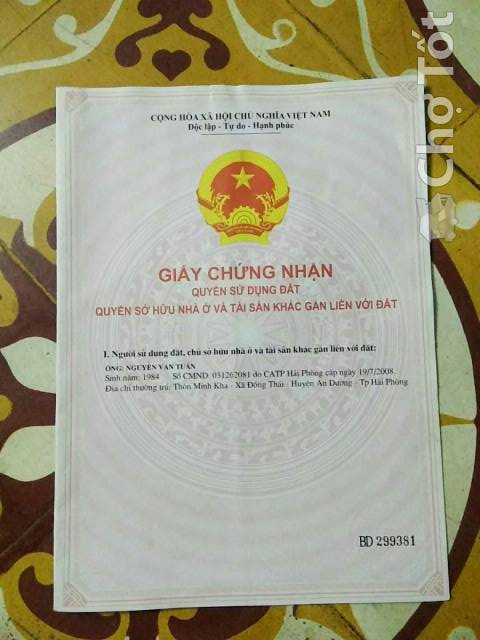 Chợ Tốt
CỘNG HÒA XÃ HỘI CHỦ NGHĨA VIỆT NAM
Độc lập - Tự do - Hạnh phúc
GIẤY CHỨNG NHẬN
QUYỀN SỬ DỤNG ĐẤT
QUYỀN SỞ HỮU NHÀ Ở VÀ TÀI SẢN KHÁC GẮN LIỀN VỚI ĐẤT
I. Người sử dụng đất, chủ sở hữu nhà ở và tài sản khác gắn liền với đất:
ÔNG: NGUYỄN VĂN TUẤN
Sinh năm: 1984 Số CMND: 031262081 do CATP Hải Phòng cấp ngày 19/7/2008.
Địa chỉ thường trú: Thôn Minh Kha - Xã Đồng Thái - Huyện An Dương - Tp Hải Phòng
BD 299381